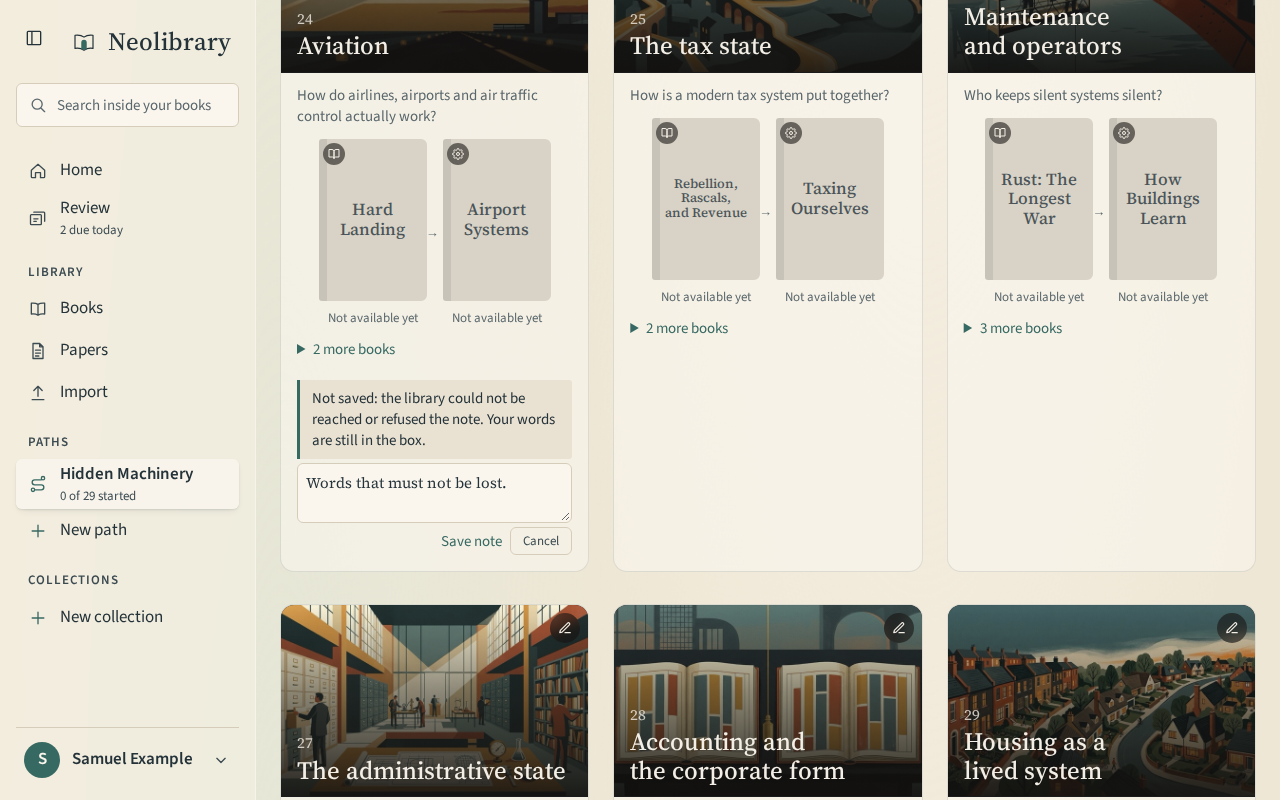 Neolibrary
Search inside your books
Home
Review
2 due today
LIBRARY
Books
Papers
Import
PATHS
Hidden Machinery
0 of 29 started
New path
COLLECTIONS
New collection
S
Samuel Example
24
Aviation
How do airlines, airports and air traffic
control actually work?
Hard
Landing
→
Airport
Systems
Not available yet
Not available yet
2 more books
Not saved: the library could not be
reached or refused the note. Your words
are still in the box.
Words that must not be lost.
Save note
Cancel
25
The tax state
How is a modern tax system put together?
Rebellion,
Rascals,
and Revenue
→
Taxing
Ourselves
Not available yet
Not available yet
2 more books
Maintenance
and operators
Who keeps silent systems silent?
Rust: The
Longest
War
→
How
Buildings
Learn
Not available yet
Not available yet
3 more books
27
The administrative state
28
Accounting and
the corporate form
29
Housing as a
lived system